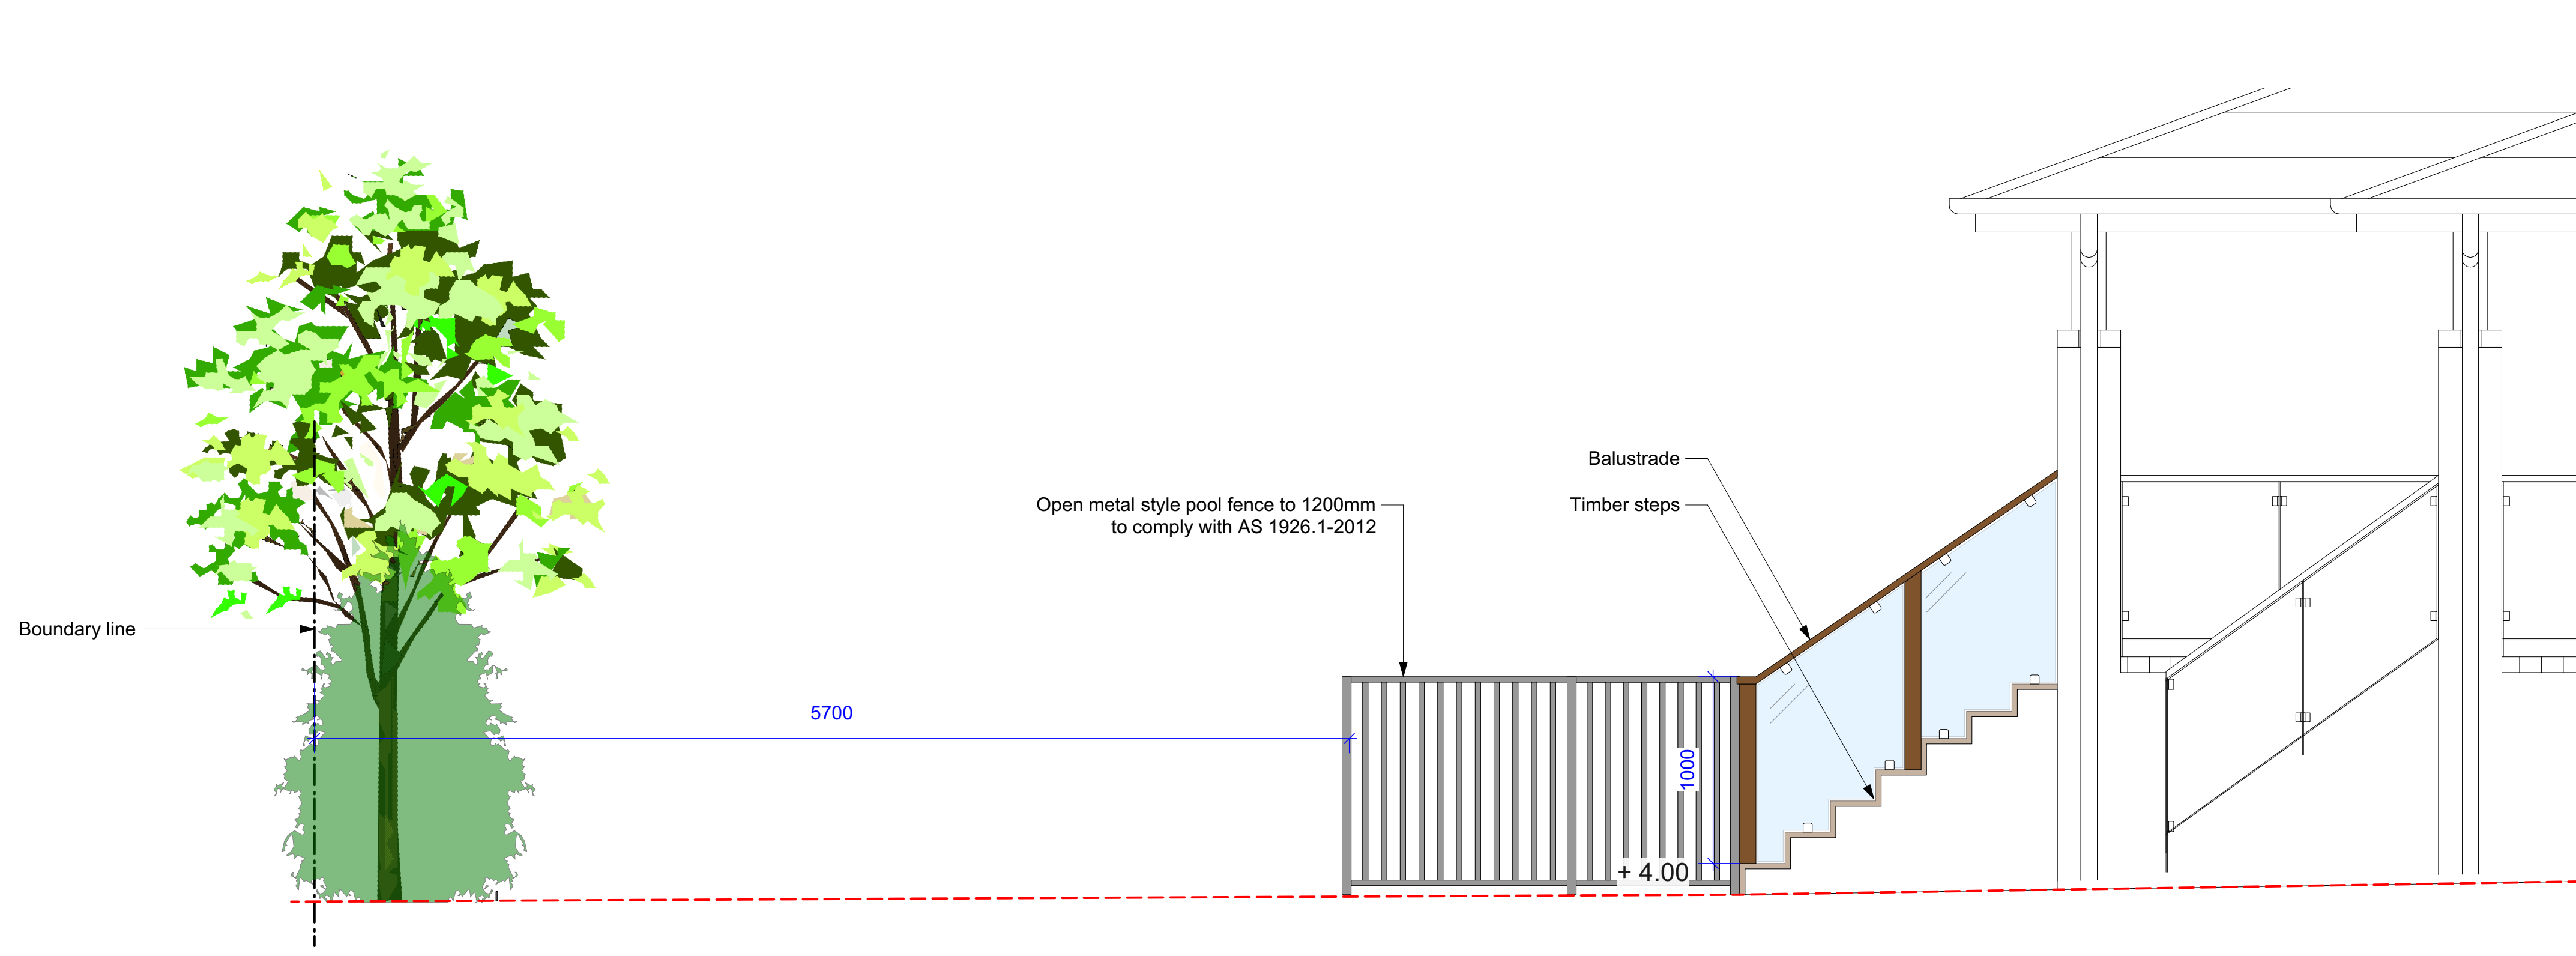 Balustrade
Open metal style pool fence to 1200mm
to comply with AS 1926.1-2012
Timber steps
Boundary line
5700
1000
+ 4.00